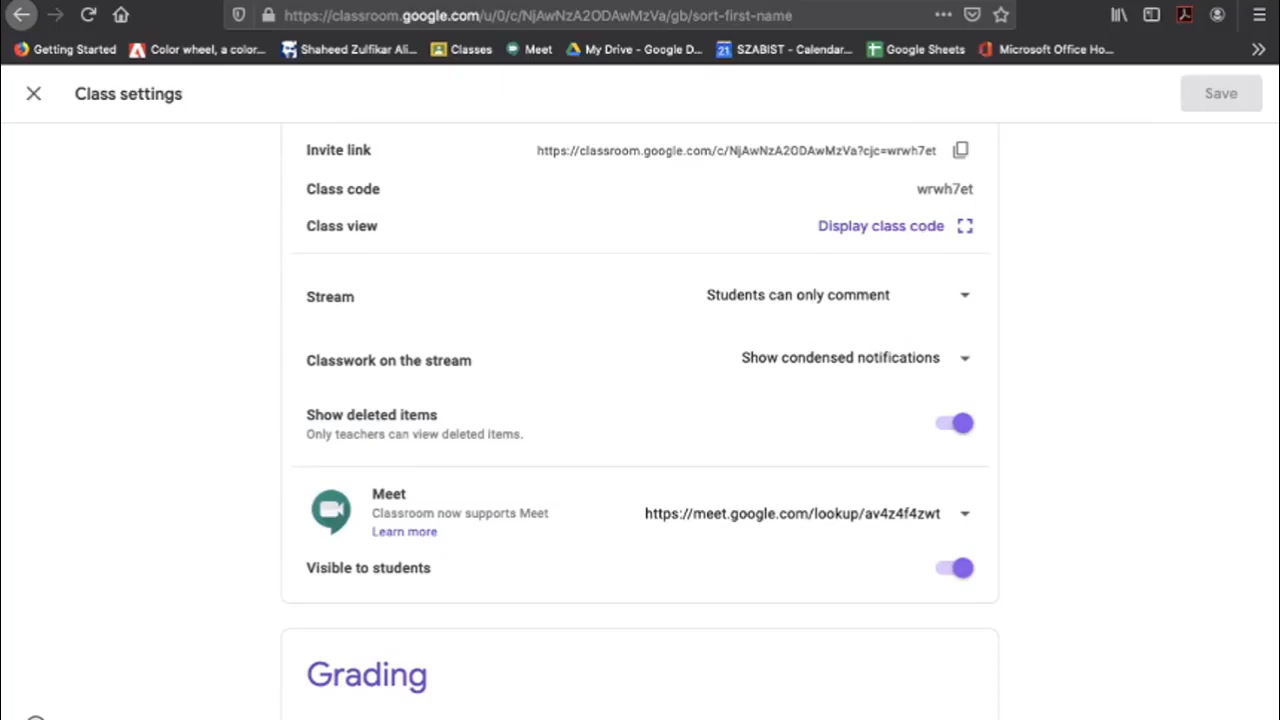 https://classroom.google.com/u/0/c/NjAwNzA2ODAwMzVa/gb/sort-first-name
Getting Started Color wheel, a color... Shaheed Zulfikar Ali... Classes Meet My Drive - Google D... 21 SZABIST - Calendar... Google Sheets Microsoft Office Ho...
Class settings Save
Invite link https://classroom.google.com/c/NjAwNzA2ODAwMzVa?cjc=wrwh7et
Class code wrwh7et
Class view Display class code
Stream Students can only comment
Classwork on the stream Show condensed notifications
Show deleted items
Only teachers can view deleted items.
Meet
Classroom now supports Meet https://meet.google.com/lookup/av4z4f4zwt
Learn more
Visible to students
Grading